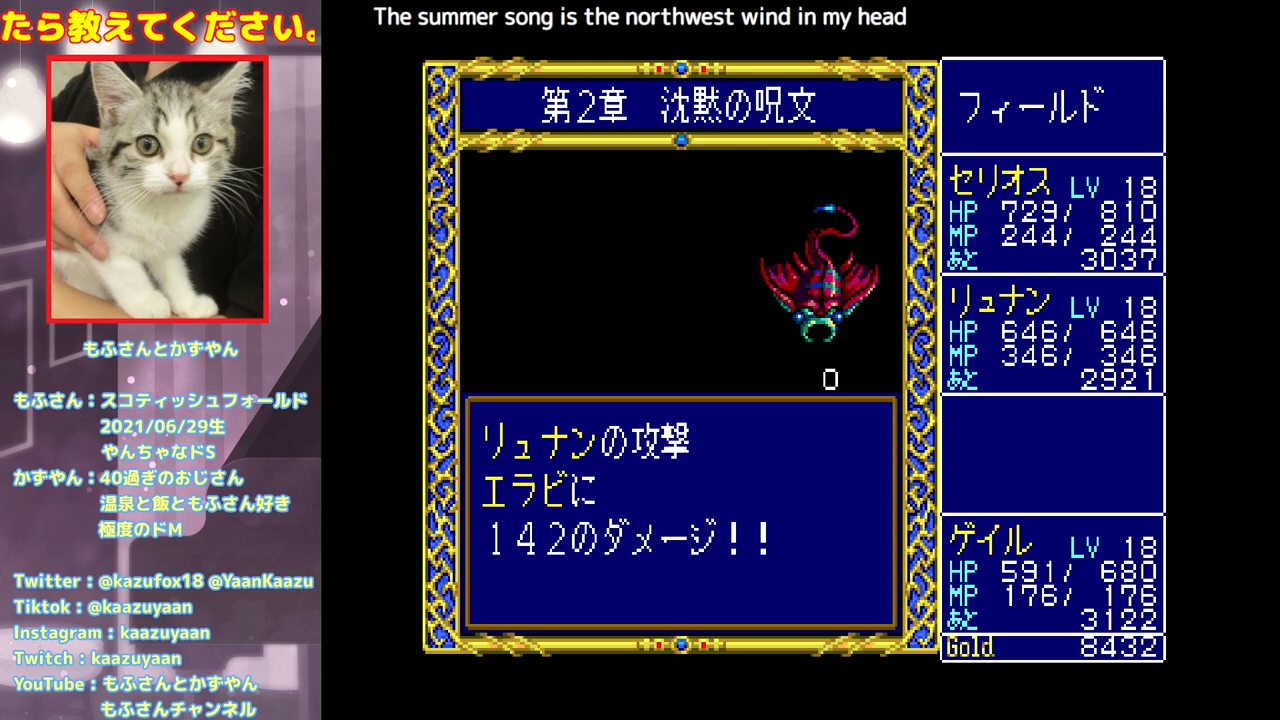 たら教えてください。
The summer song is the northwest wind in my head
もふさんとかずやん
もふさん：スコティッシュフォールド
2021/06/29生
やんちゃなドS
かずやん：40過ぎのおじさん
温泉と飯ともふさん好き
極度のドM
Twitter：@kazufox18 @YaanKaazu
Tiktok：@kaazuyaan
Instagram：kaazuyaan
Twitch：kaazuyaan
YouTube：もふさんとかずやん
もふさんチャンネル
第2章　沈黙の呪文
0
リュナンの攻撃
エラビに
１４２のダメージ！！
フィールド
セリオス LV 18
HP 729/ 810
MP 244/ 244
あと 3037
リュナン LV 18
HP 646/ 646
MP 346/ 346
あと 2921
ゲイル LV 18
HP 591/ 680
MP 176/ 176
あと 3122
Gold 8432